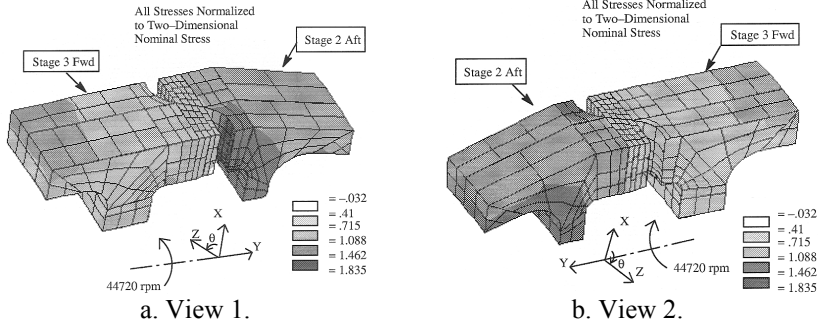 All Stresses Normalized
to Two–Dimensional
Nominal Stress
Stage 2 Aft
Stage 3 Fwd
= –.032
= .41
= .715
= 1.088
= 1.462
= 1.835
X
Z
θ
Y
44720 rpm
a. View 1.
All Stresses Normalized
to Two–Dimensional
Nominal Stress
Stage 3 Fwd
Stage 2 Aft
= –.032
= .41
= .715
= 1.088
= 1.462
= 1.835
X
Y
θ
Z
44720 rpm
b. View 2.